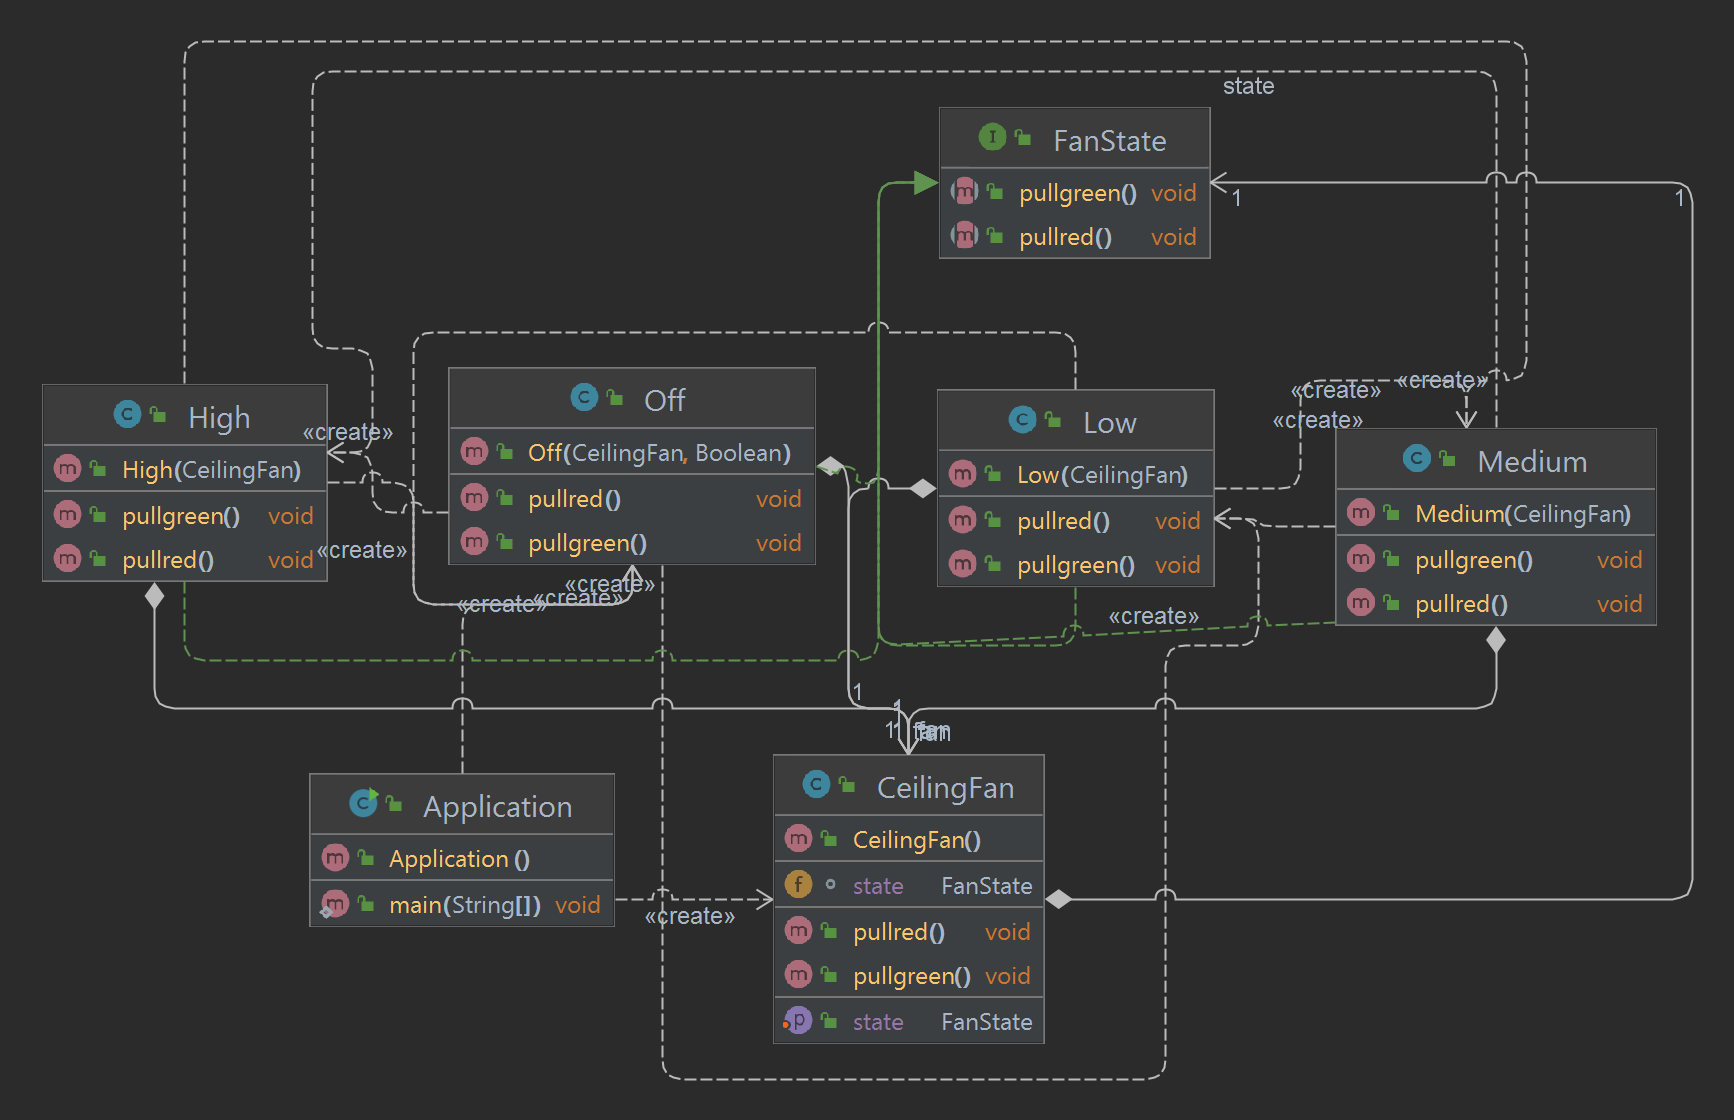 state
FanState
pullgreen() void
pullred() void
1
1
High
High(CeilingFan)
pullgreen() void
pullred() void
«create»
«create»
Off
Off(CeilingFan, Boolean)
pullred() void
pullgreen() void
«create»
«create»
«create»
Low
Low(CeilingFan)
pullred() void
pullgreen() void
«create»
«create»
«create»
Medium
Medium(CeilingFan)
pullgreen() void
pullred() void
«create»
1
1
1
1
fan
fan
Application
Application()
main(String[]) void
«create»
CeilingFan
CeilingFan()
state FanState
pullred() void
pullgreen() void
state FanState